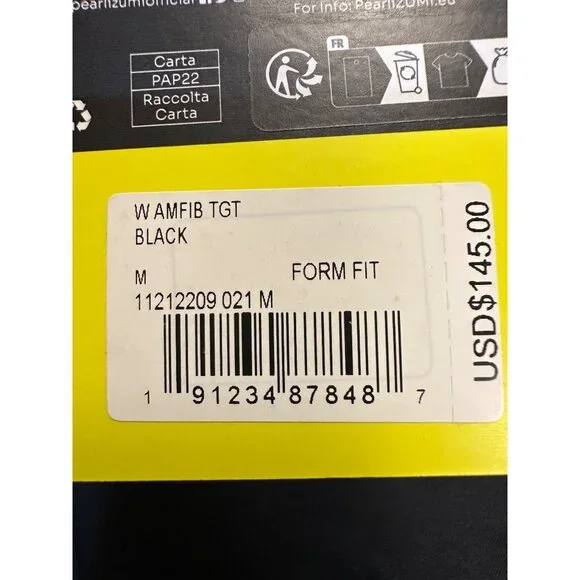 pearlizumiofficial
For Info: PearlIZUMI.eu
Carta
PAP22
Raccolta
Carta
FR
W AMFIB TGT
BLACK
M FORM FIT
11212209 021 M
1 91234 87848 7
USD$145.00